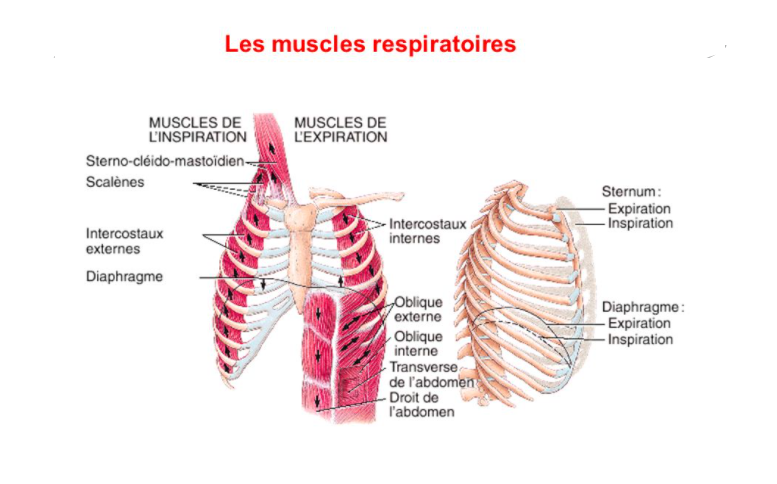 Les muscles respiratoires
MUSCLES DE
L'INSPIRATION
MUSCLES DE
L'EXPIRATION
Sterno-cléido-mastoïdien
Scalènes
Intercostaux
externes
Diaphragme
Intercostaux
internes
Oblique
externe
Oblique
interne
Transverse
de l'abdomen
Droit de
l'abdomen
Sternum :
Expiration
Inspiration
Diaphragme :
Expiration
Inspiration